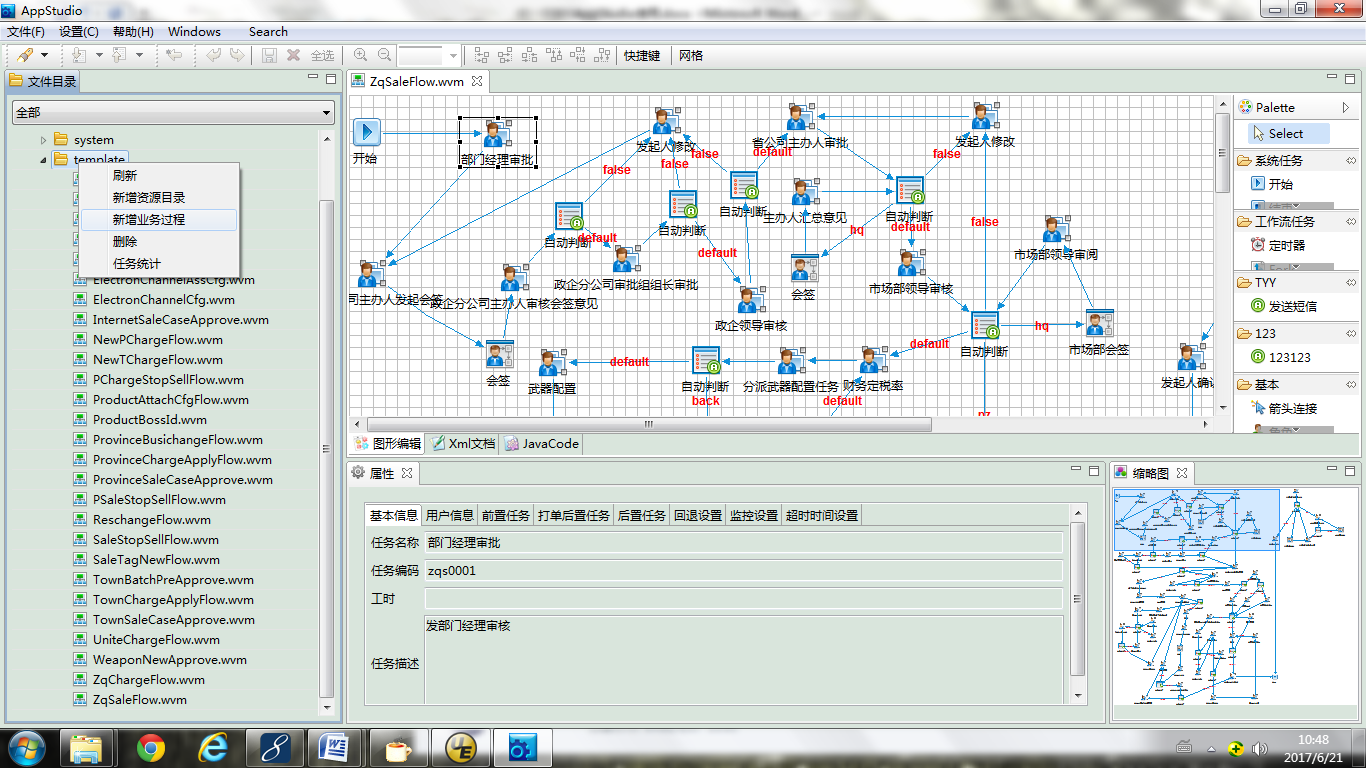 AppStudio
文件(F) 设置(C) 帮助(H) Windows Search
全选 快捷键 网格
文件目录
全部
system
template
刷新
新增资源目录
新增业务过程
删除
任务统计
ElectronChannelAssCfg.wvm
ElectronChannelCfg.wvm
InternetSaleCaseApprove.wvm
NewPChargeFlow.wvm
NewTChargeFlow.wvm
PChargeStopSellFlow.wvm
ProductAttachCfgFlow.wvm
ProductBossId.wvm
ProvinceBusichangeFlow.wvm
ProvinceChargeApplyFlow.wvm
ProvinceSaleCaseApprove.wvm
PSaleStopSellFlow.wvm
ReschangeFlow.wvm
SaleStopSellFlow.wvm
SaleTagNewFlow.wvm
TownBatchPreApprove.wvm
TownChargeApplyFlow.wvm
TownSaleCaseApprove.wvm
UniteChargeFlow.wvm
WeaponNewApprove.wvm
ZqChargeFlow.wvm
ZqSaleFlow.wvm
ZqSaleFlow.wvm
开始
部门经理审批
发起人修改
省公司主办人审批
发起人修改
false
false
false
default
false
自动判断
default
自动判断
自动判断
主办人汇总意见
自动判断
default
false
hq
市场部领导审阅
default
司主办人发起会签
政企分公司主办人审核会签意见
政企分公司审批组组长审批
政企领导审核
会签
市场部领导审核
自动判断
hq
市场部会签
default
会签
武器配置
default
自动判断
back
分派武器配置任务
default
财务定税率
发起人确认
pz
图形编辑 Xml文档 JavaCode
Palette
Select
系统任务
开始
结束
工作流任务
定时器
TYY
发送短信
123
123123
基本
箭头连接
属性
基本信息 用户信息 前置任务 打单后置任务 后置任务 回退设置 监控设置 超时时间设置
任务名称 部门经理审批
任务编码 zqs0001
工时
任务描述 发部门经理审核
缩略图
10:48
2017/6/21